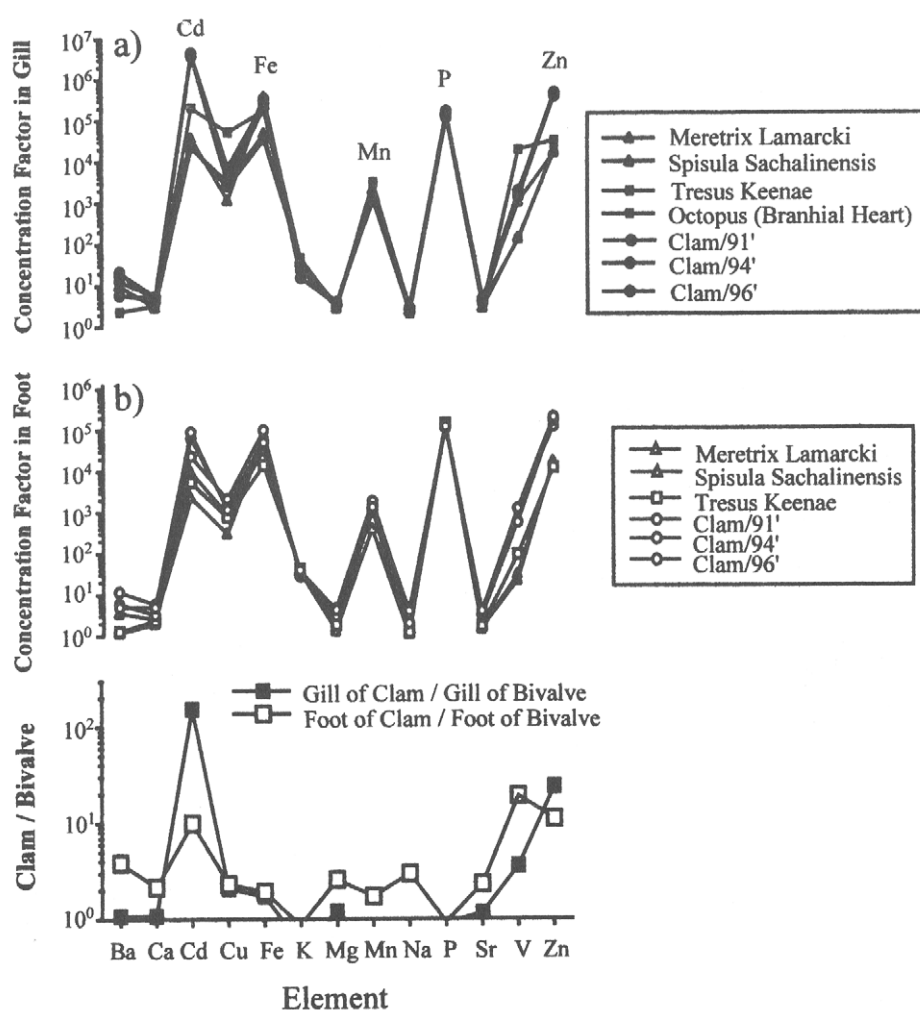 a)
Cd
Fe
Mn
P
Zn
Concentration Factor in Gill
10⁷
10⁶
10⁵
10⁴
10³
10²
10¹
10⁰
Meretrix Lamarcki
Spisula Sachalinensis
Tresus Keenae
Octopus (Branhial Heart)
Clam/91'
Clam/94'
Clam/96'
b)
Concentration Factor in Foot
10⁶
10⁵
10⁴
10³
10²
10¹
10⁰
Meretrix Lamarcki
Spisula Sachalinensis
Tresus Keenae
Clam/91'
Clam/94'
Clam/96'
Clam / Bivalve
10²
10¹
10⁰
Gill of Clam / Gill of Bivalve
Foot of Clam / Foot of Bivalve
Ba Ca Cd Cu Fe K Mg Mn Na P Sr V Zn
Element